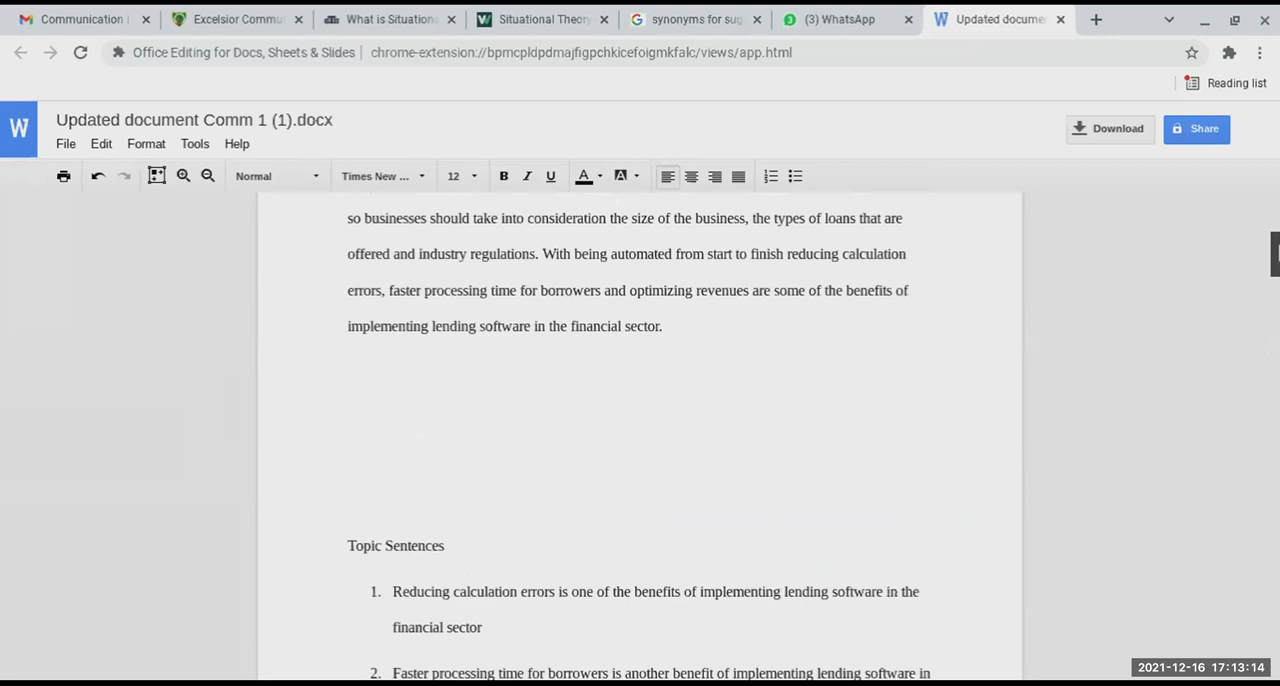 Communication
Excelsior Commu
What is Situation
Situational Theor
synonyms for sug
(3) WhatsApp
Updated docume
Office Editing for Docs, Sheets & Slides
chrome-extension://bpmcpldpdmajfigpchkicefoigmkfalc/views/app.html
Reading list
W
Updated document Comm 1 (1).docx
Download
Share
File Edit Format Tools Help
Normal
Times New ...
12
B I U A A
so businesses should take into consideration the size of the business, the types of loans that are
offered and industry regulations. With being automated from start to finish reducing calculation
errors, faster processing time for borrowers and optimizing revenues are some of the benefits of
implementing lending software in the financial sector.
Topic Sentences
1. Reducing calculation errors is one of the benefits of implementing lending software in the
financial sector
2. Faster processing time for borrowers is another benefit of implementing lending software in
2021-12-16 17:13:14